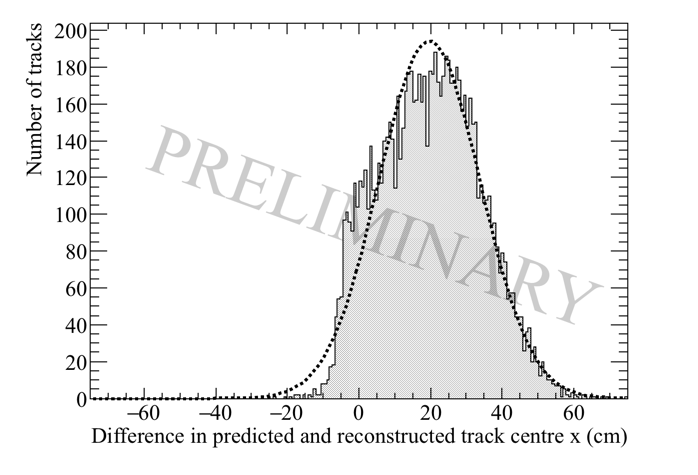 Number of tracks
200
180
160
140
120
100
80
60
40
20
0
PRELIMINARY
−60 −40 −20 0 20 40 60
Difference in predicted and reconstructed track centre x (cm)